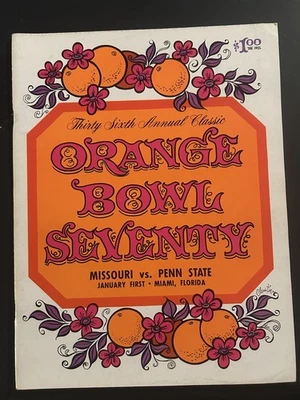 $1.00
Thirty Sixth Annual Classic
ORANGE
BOWL
SEVENTY
MISSOURI vs. PENN STATE
JANUARY FIRST • MIAMI, FLORIDA